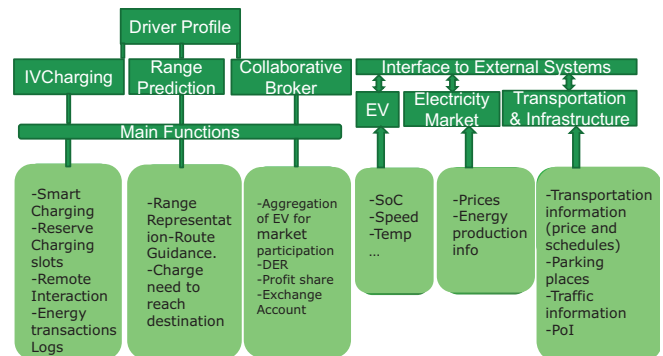 Driver Profile
IVCharging
Range
Prediction
Collaborative
Broker
Main Functions
-Smart
Charging
-Reserve
Charging
slots
-Remote
Interaction
-Energy
transactions
Logs
-Range
Representat
ion-Route
Guidance.
-Charge
need to
reach
destination
-Aggregation
of EV for
market
participation
-DER
-Profit share
-Exchange
Account
Interface to External Systems
EV
Electricity
Market
Transportation
& Infrastructure
-SoC
-Speed
-Temp
...
-Prices
-Energy
production
info
-Transportation
information
(price and
schedules)
-Parking
places
-Traffic
information
-PoI